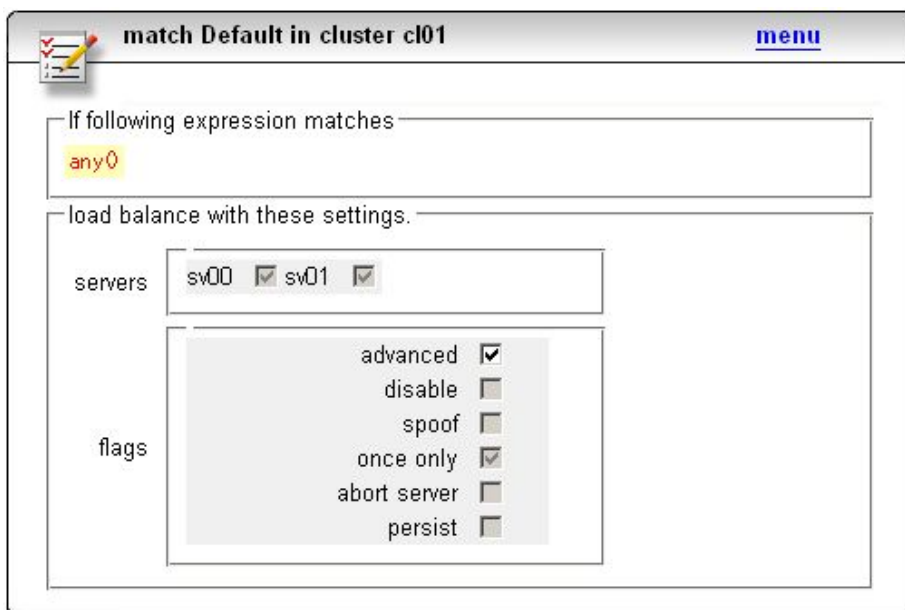 match Default in cluster cl01 menu
If following expression matches
any()
load balance with these settings.
servers sv00 sv01
advanced
disable
spoof
flags
once only
abort server
persist